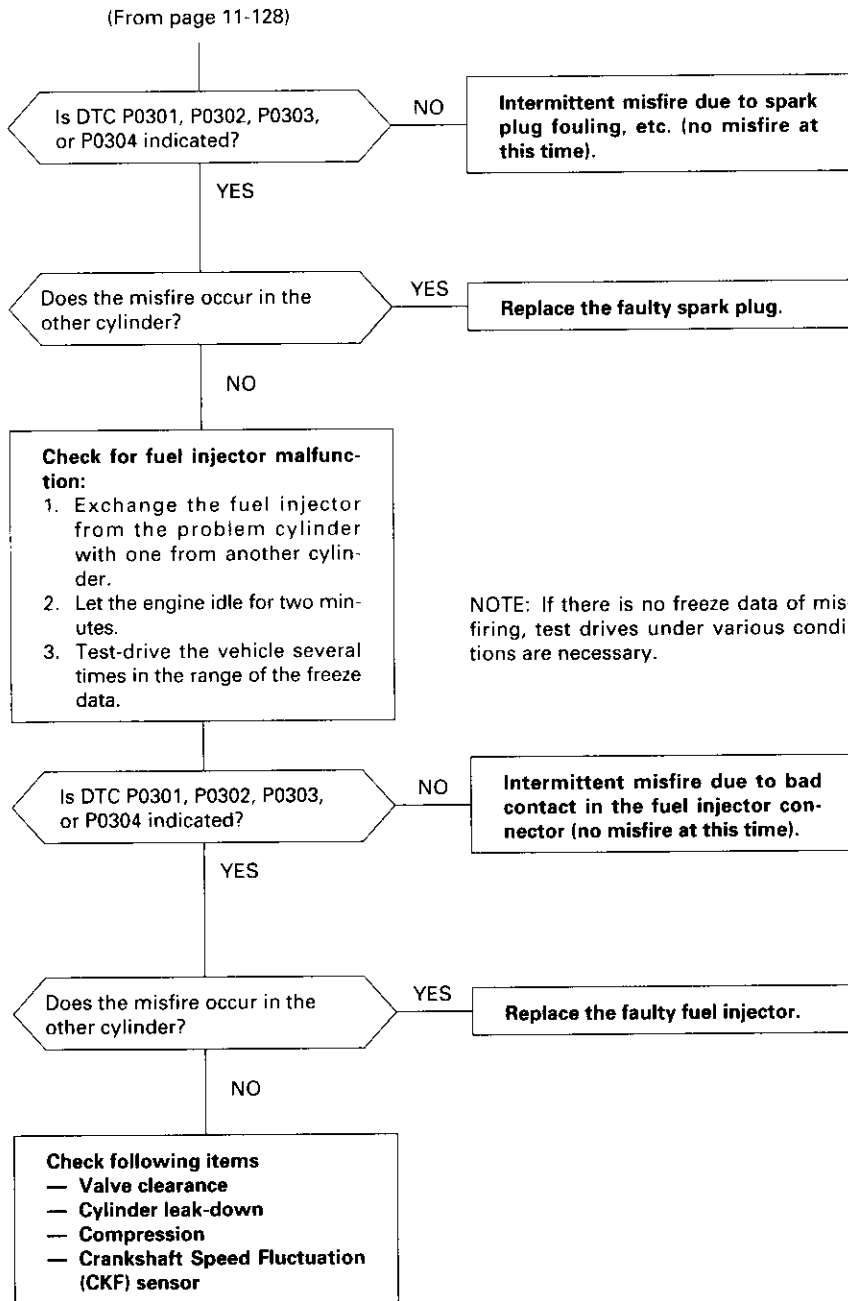 (From page 11-128)
Is DTC P0301, P0302, P0303,
or P0304 indicated?
NO
Intermittent misfire due to spark
plug fouling, etc. (no misfire at
this time).
YES
Does the misfire occur in the
other cylinder?
YES
Replace the faulty spark plug.
NO
Check for fuel injector malfunc-
tion:
1. Exchange the fuel injector
from the problem cylinder
with one from another cylin-
der.
2. Let the engine idle for two min-
utes.
3. Test-drive the vehicle several
times in the range of the freeze
data.
NOTE: If there is no freeze data of mis-
firing, test drives under various condi-
tions are necessary.
Is DTC P0301, P0302, P0303,
or P0304 indicated?
NO
Intermittent misfire due to bad
contact in the fuel injector con-
nector (no misfire at this time).
YES
Does the misfire occur in the
other cylinder?
YES
Replace the faulty fuel injector.
NO
Check following items
— Valve clearance
— Cylinder leak-down
— Compression
— Crankshaft Speed Fluctuation
(CKF) sensor